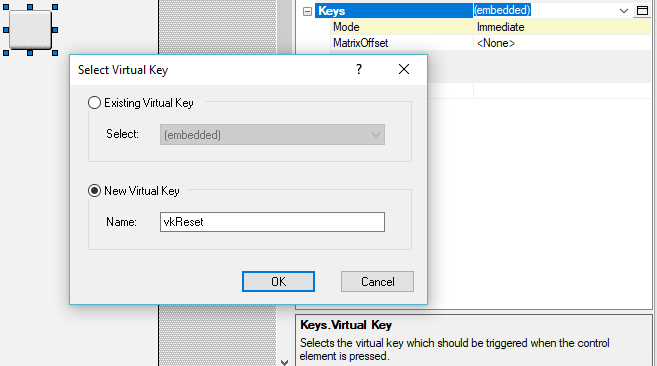 Keys (embedded)
Mode Immediate
MatrixOffset <None>
Select Virtual Key ? ×
Existing Virtual Key
Select: (embedded)
New Virtual Key
Name: vkReset
OK Cancel
Keys.Virtual Key
Selects the virtual key which should be triggered when the control
element is pressed.